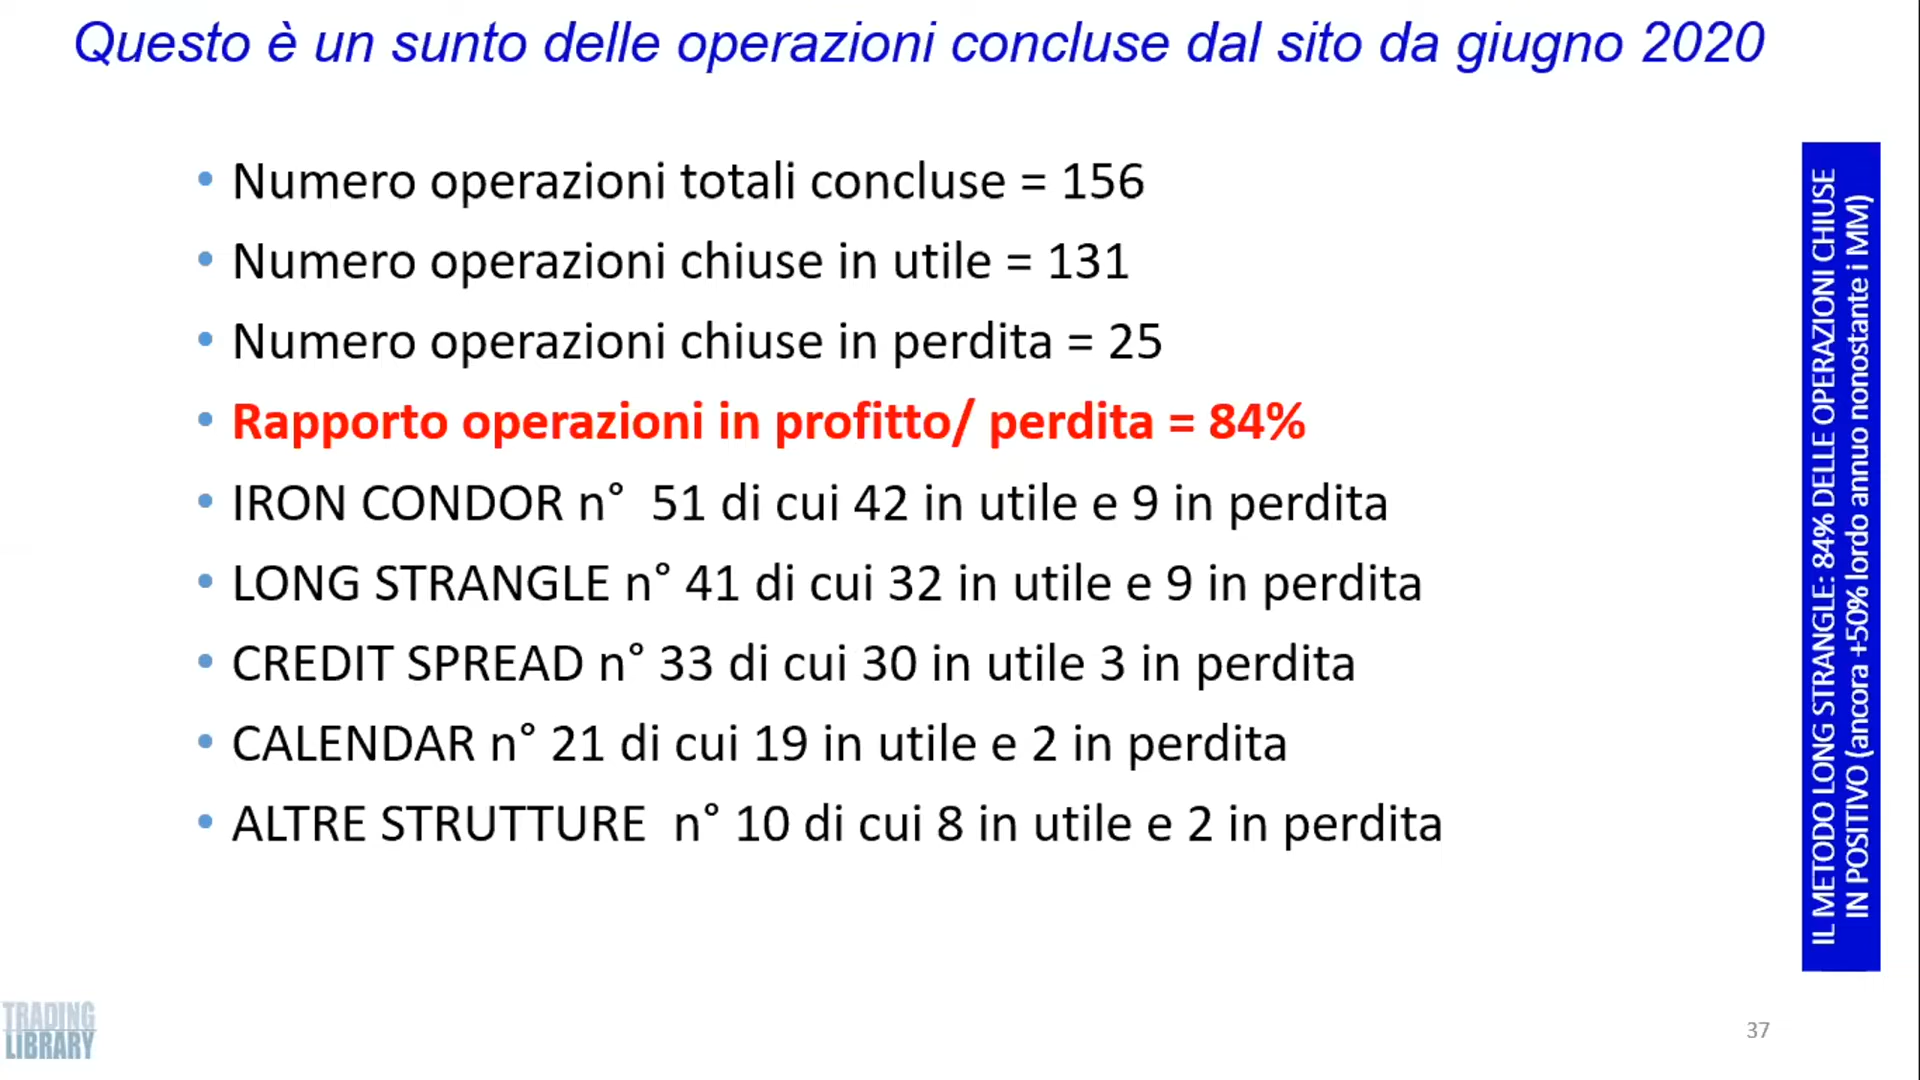 Questo è un sunto delle operazioni concluse dal sito da giugno 2020
• Numero operazioni totali concluse = 156
• Numero operazioni chiuse in utile = 131
• Numero operazioni chiuse in perdita = 25
• Rapporto operazioni in profitto/ perdita = 84%
• IRON CONDOR n°  51 di cui 42 in utile e 9 in perdita
• LONG STRANGLE n° 41 di cui 32 in utile e 9 in perdita
• CREDIT SPREAD n° 33 di cui 30 in utile 3 in perdita
• CALENDAR n° 21 di cui 19 in utile e 2 in perdita
• ALTRE STRUTTURE  n° 10 di cui 8 in utile e 2 in perdita
IL METODO LONG STRANGLE: 84% DELLE OPERAZIONI CHIUSE
IN POSITIVO (ancora +50% lordo annuo nonostante i MM)
TRADING
LIBRARY
37